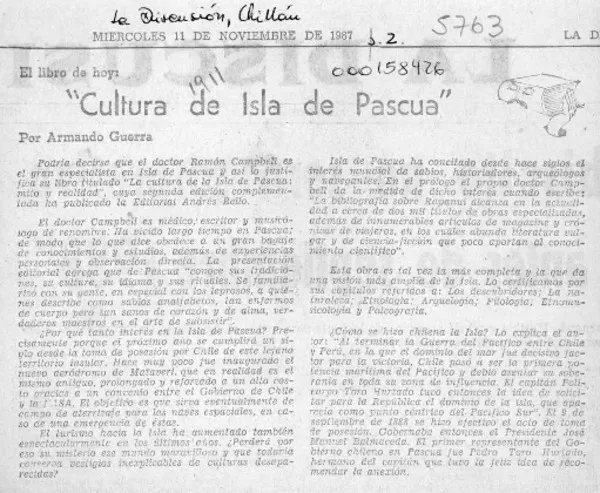 La Discusión, Chillán
MIERCOLES 11 DE NOVIEMBRE DE 1987
p. 2.
5763
LA D
000158426
1911
El libro de hoy:
"Cultura de Isla de Pascua"
Por Armando Guerra
Podría decirse que el doctor Ramón Campbell es
el gran especialista en Isla de Pascua y así lo justi-
fica su libro titulado "La cultura de la Isla de Pascua:
mito y realidad", cuya segunda edición complemen-
tada ha publicado la Editorial Andrés Bello.
El doctor Campbell es médico, escritor y musicó-
logo de renombre. Ha vivido largo tiempo en Pascua;
de modo que lo que dice obedece a un gran bagaje
de conocimientos y estudios, además de experiencias
personales y observación directa. La presentación
editorial agrega que de Pascua "conoce sus tradicio-
nes, su cultura, su idioma y sus rituales. Se familia-
rizó con su gente, en especial con los leprosos, a quie-
nes describe como sabios analfabetos, tan enfermos
de cuerpo pero tan sanos de corazón y de alma, ver-
daderos maestros en el arte de subsistir".
¿Por qué tanto interés en la Isla de Pascua? Pre-
cisamente porque el próximo año se cumplirá un si-
glo desde la toma de posesión por Chile de este lejano
territorio insular. Hace muy poco fue inaugurado el
nuevo aeródromo de Mataveri, que en realidad es el
mismo antiguo, prolongado y reforzado a un alto cos-
to gracias a un convenio entre el Gobierno de Chile
y la USA. El objetivo es que sirva eventualmente de
campo de aterrizaje para las naves espaciales, en ca-
so de una emergencia de éstas.
El turismo hacia la isla ha aumentado también
espectacularmente en los últimos años. ¿Perderá por
eso su misterio ese mundo maravilloso y que todavía
conserva vestigios inexplicables de culturas desapa-
recidas?
Isla de Pascua ha concitado desde hace siglos el
interés mundial de sabios, historiadores, arqueólogos
y navegantes. En el prólogo el propio doctor Camp-
bell da la medida de dicho interés cuando escribe:
"La bibliografía sobre Rapanui alcanza en la actuali-
dad a cerca de dos mil títulos de obras especializadas,
además de innumerables artículos de magazine y cró-
nicas de viajeros, en los cuales abunda literatura vul-
gar y de ciencia-ficción que poco aportan al conoci-
miento científico".
Esta obra es tal vez la más completa y la que da
una visión más amplia de la Isla. Lo certificamos por
sus capítulos referidos a: Los descubridores; La na-
turaleza; Etnología; Arquelogía; Filología; Etnomu-
sicología y Paleografía.
¿Cómo se hizo chilena la Isla? Lo explica el au-
tor: "Al terminar la Guerra del Pacífico entre Chile
y Perú, en la que el dominio del mar fue decisivo fac-
tor para la victoria, Chile pasó a ser la primera po-
tencia marítima del Pacífico y debió avalar su sobe-
ranía en toda su zona de influencia. El capitán Poli-
carpo Toro Hurtado tuvo entonces la idea de solici-
tar para la República el dominio de la isla, que apa-
recía como punto céntrico del Pacífico Sur". El 9 de
septiembre de 1888 se hizo efectivo el acto de toma
de posesión. Gobernaba entonces el Presidente José
Manuel Balmaceda. El primer representante del Go-
bierno chileno en Pascua fue Pedro Toro Hurtado,
hermano del capitán que tuvo la feliz idea de reco-
mendar la anexión.